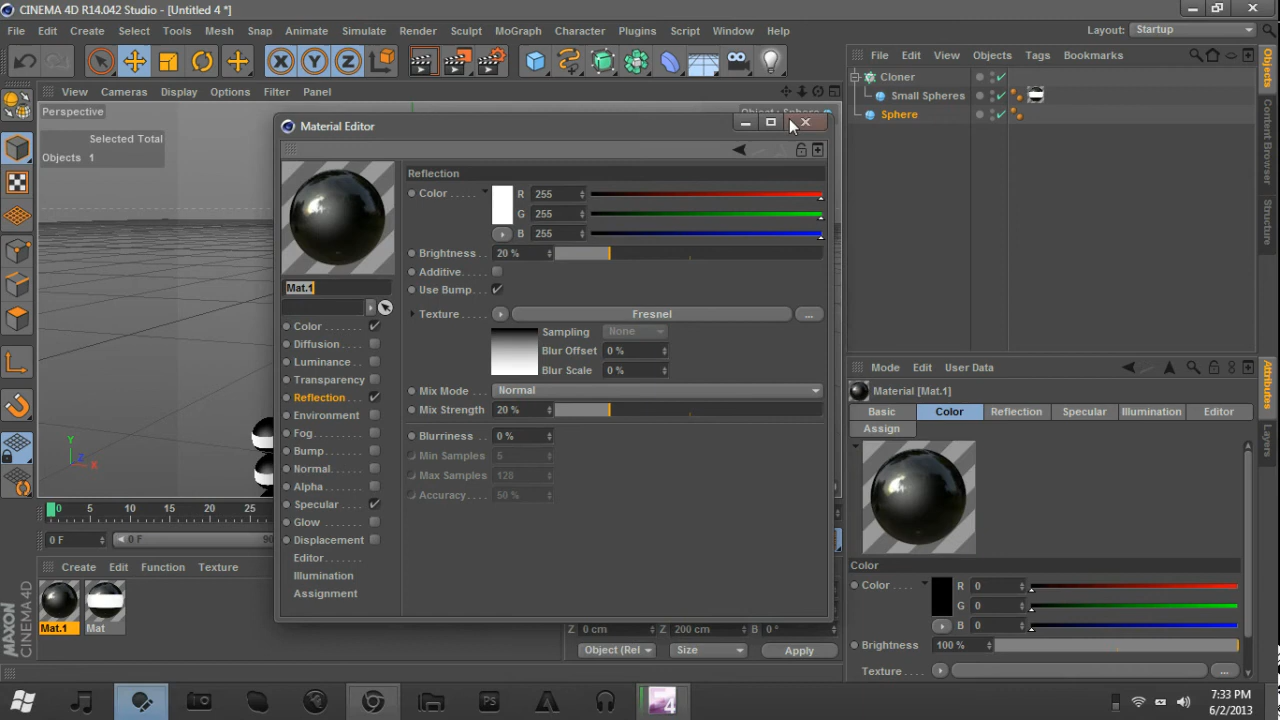 CINEMA 4D R14.042 Studio - [Untitled 4 *]
File Edit Create Select Tools Mesh Snap Animate Simulate Render Sculpt MoGraph Character Plugins Script Window Help
Layout: Startup
View Cameras Display Options Filter Panel
File Edit View Objects Tags Bookmarks
Perspective
Selected Total
Objects 1
Cloner
Small Spheres
Sphere
Objects
Content Browser
Structure
Attributes
Layers
Material Editor
Reflection
Color R 255
G 255
B 255
Brightness 20 %
Additive
Use Bump
Texture Fresnel ...
Sampling None
Blur Offset 0 %
Blur Scale 0 %
Mix Mode Normal
Mix Strength 20 %
Blurriness 0 %
Min Samples 5
Max Samples 128
Accuracy 50 %
Mat.1
Color
Diffusion
Luminance
Transparency
Reflection
Environment
Fog
Bump
Normal
Alpha
Specular
Glow
Displacement
Editor
Illumination
Assignment
Y
Z
X
0 5 10 15 20 25
0 F 0 F
Create Edit Function Texture
Mat.1 Mat
MAXON
CINEMA 4D
Z 0 cm Z 200 cm B 0 °
Object (Rel Size Apply
Mode Edit User Data
Material [Mat.1]
Basic Color Reflection Specular Illumination Editor
Assign
Color
Color R 0
G 0
B 0
Brightness 100 %
Texture ...
7:33 PM
6/2/2013